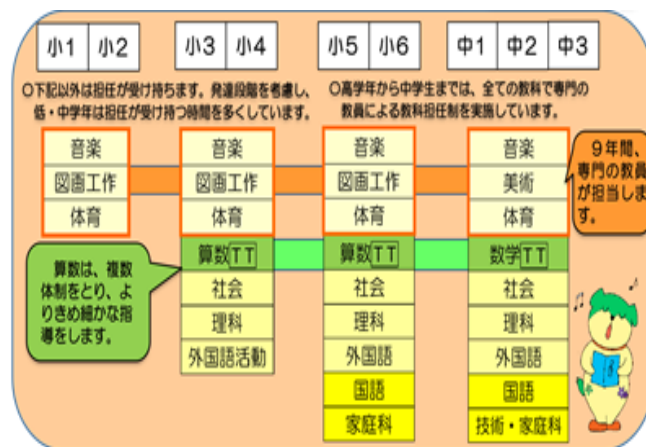 小1 小2
小3 小4
小5 小6
中1 中2 中3
○下記以外は担任が受け持ちます。発達段階を考慮し、
低・中学年は担任が受け持つ時間を多くしています。
○高学年から中学生までは、全ての教科で専門の
教員による教科担任制を実施しています。
音楽
図画工作
体育
音楽
図画工作
体育
算数TT
社会
理科
外国語活動
音楽
図画工作
体育
算数TT
社会
理科
外国語
国語
家庭科
音楽
美術
体育
数学TT
社会
理科
外国語
国語
技術・家庭科
9年間、
専門の教員
が担当しま
す。
算数は、複数
体制をとり、よ
りきめ細かな指
導をします。